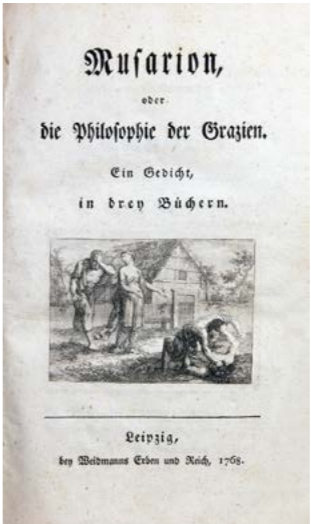 Muſarion,
oder
die Philoſophie der Grazien.
Ein Gedicht,
in drey Büchern.
Leipzig,
bey Weidmanns Erben und Reich, 1768.